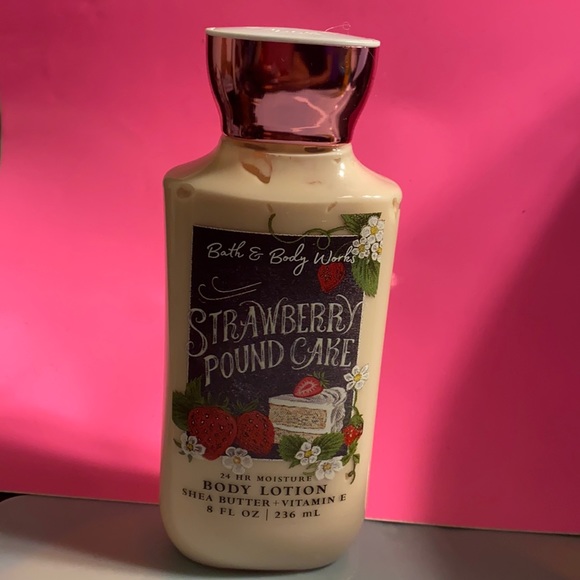 Bath & Body Works
STRAWBERRY
POUND CAKE
24 HR MOISTURE
BODY LOTION
SHEA BUTTER + VITAMIN E
8 FL OZ | 236 mL